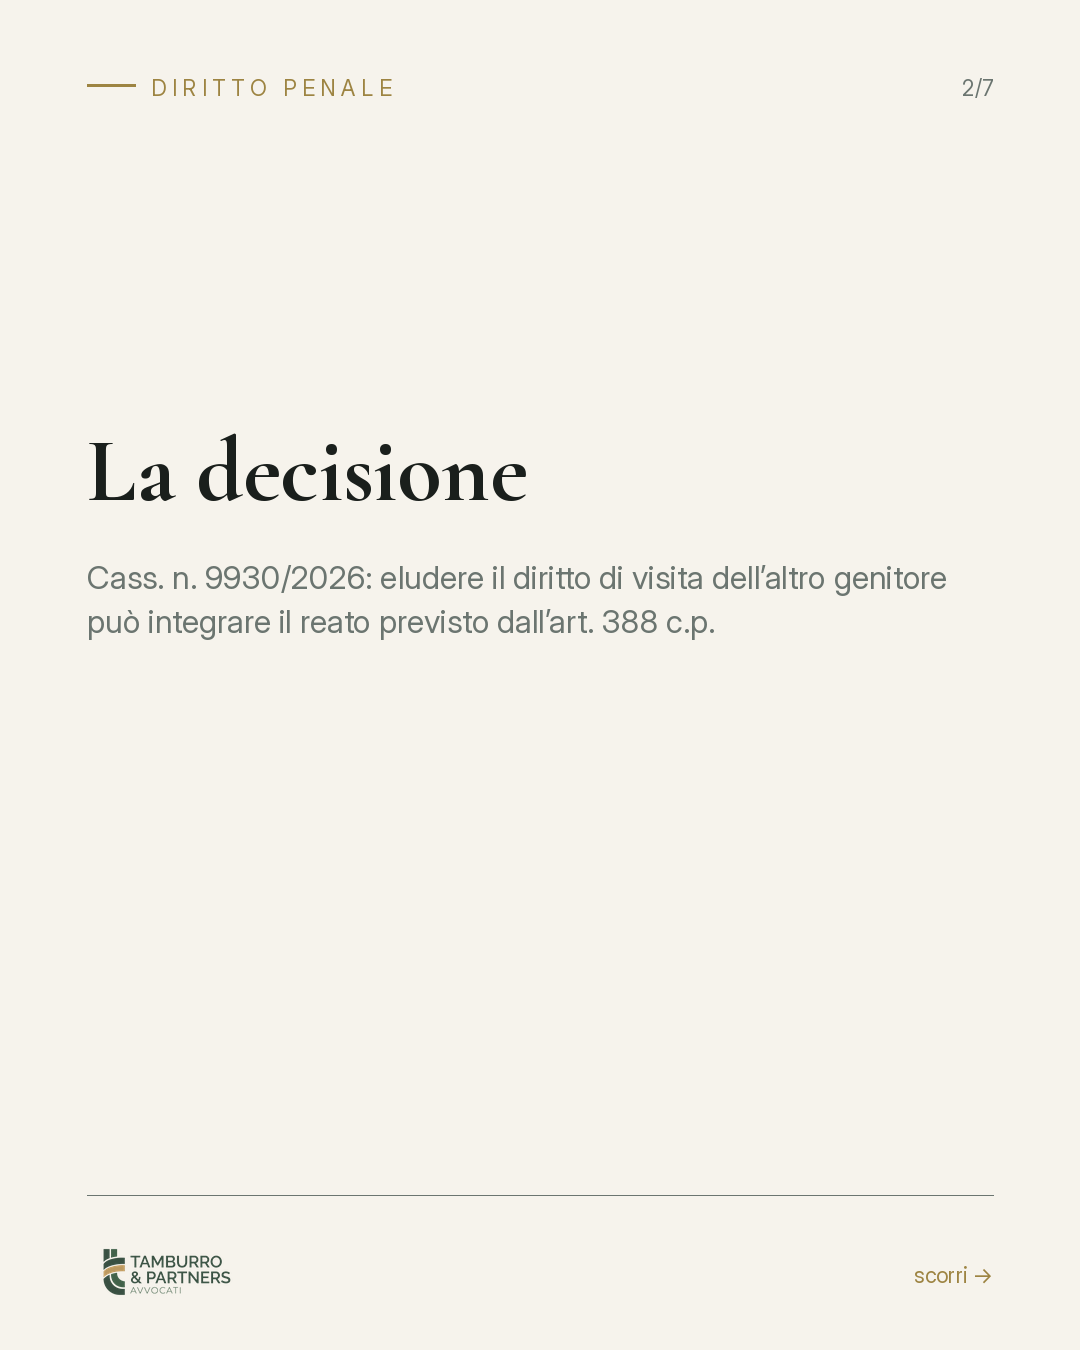 DIRITTO PENALE
2/7
La decisione
Cass. n. 9930/2026: eludere il diritto di visita dell’altro genitore
può integrare il reato previsto dall’art. 388 c.p.
TAMBURRO
& PARTNERS
AVVOCATI
scorri →